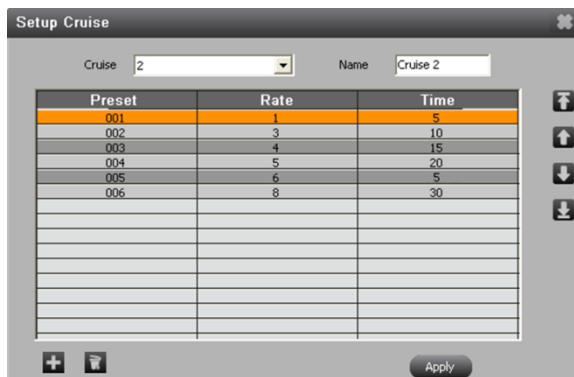 Setup Cruise
Cruise 2 Name Cruise 2
Preset Rate Time
001 1 5
002 3 10
003 4 15
004 5 20
005 6 5
006 8 30
Apply